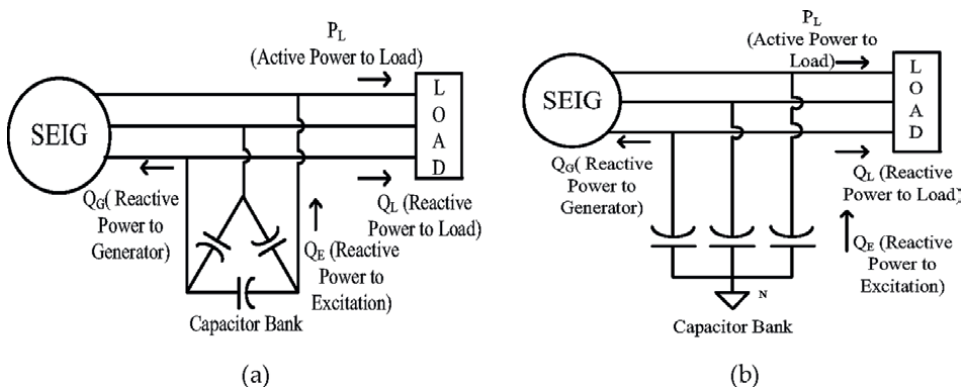 P_L
(Active Power to Load)
SEIG
LOAD
Q_G( Reactive
Power to
Generator)
Q_L (Reactive
Power to Load)
Q_E (Reactive
Power to
Excitation)
Capacitor Bank
(a)
P_L
(Active Power to
Load)
SEIG
LOAD
Q_G( Reactive
Power to
Generator)
Q_L (Reactive
Power to Load)
Q_E (Reactive
Power to
Excitation)
N
Capacitor Bank
(b)